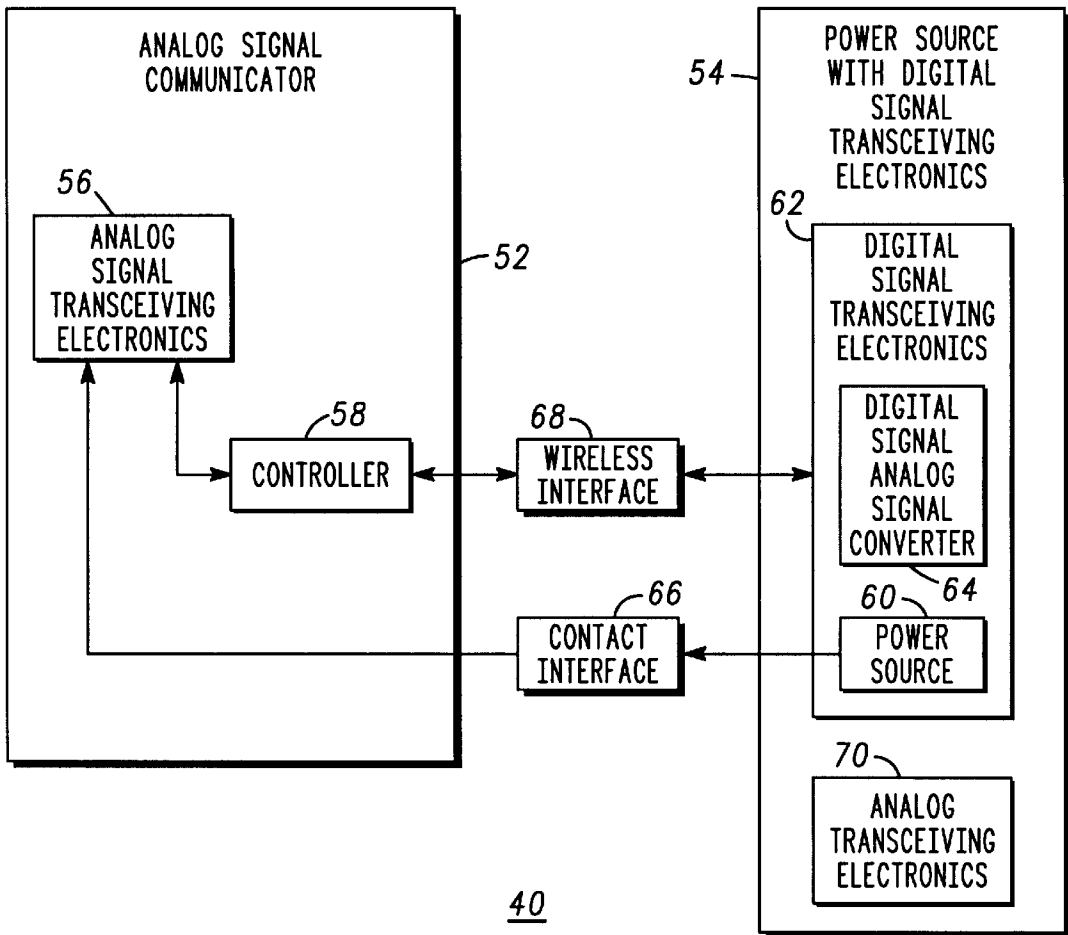 ANALOG SIGNAL
COMMUNICATOR
56
ANALOG
SIGNAL
TRANSCEIVING
ELECTRONICS
52
58
CONTROLLER
68
WIRELESS
INTERFACE
66
CONTACT
INTERFACE
54
POWER SOURCE
WITH DIGITAL
SIGNAL
TRANSCEIVING
ELECTRONICS
62
DIGITAL
SIGNAL
TRANSCEIVING
ELECTRONICS
DIGITAL
SIGNAL
ANALOG
SIGNAL
CONVERTER
64
60
POWER
SOURCE
70
ANALOG
TRANSCEIVING
ELECTRONICS
40